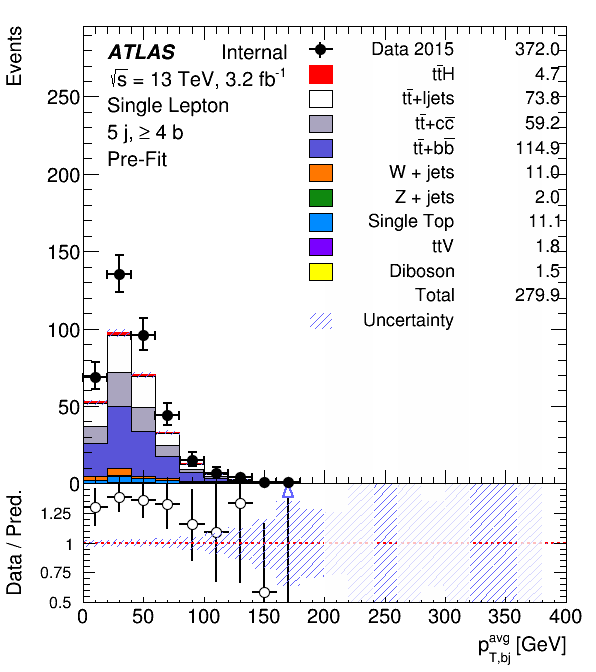 Events
ATLAS Internal
√s = 13 TeV, 3.2 fb⁻¹
Single Lepton
5 j, ≥ 4 b
Pre-Fit
Data 2015 372.0
tt̄H 4.7
tt̄+ljets 73.8
tt̄+cc̄ 59.2
tt̄+bb̄ 114.9
W + jets 11.0
Z + jets 2.0
Single Top 11.1
ttV 1.8
Diboson 1.5
Total 279.9
Uncertainty
250
200
150
100
50
0
Data / Pred.
1.25
1
0.75
0.5
0 50 100 150 200 250 300 350 400
p_{T,bj}^{avg} [GeV]